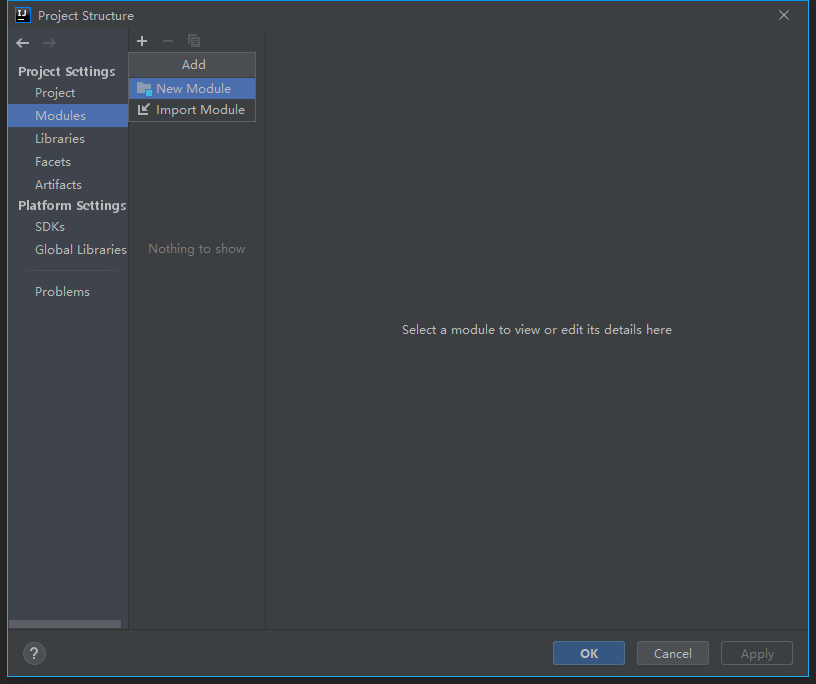 IJ
Project Structure
Project Settings
Project
Modules
Libraries
Facets
Artifacts
Platform Settings
SDKs
Global Libraries
Problems
Add
New Module
Import Module
Nothing to show
Select a module to view or edit its details here
?
OK
Cancel
Apply